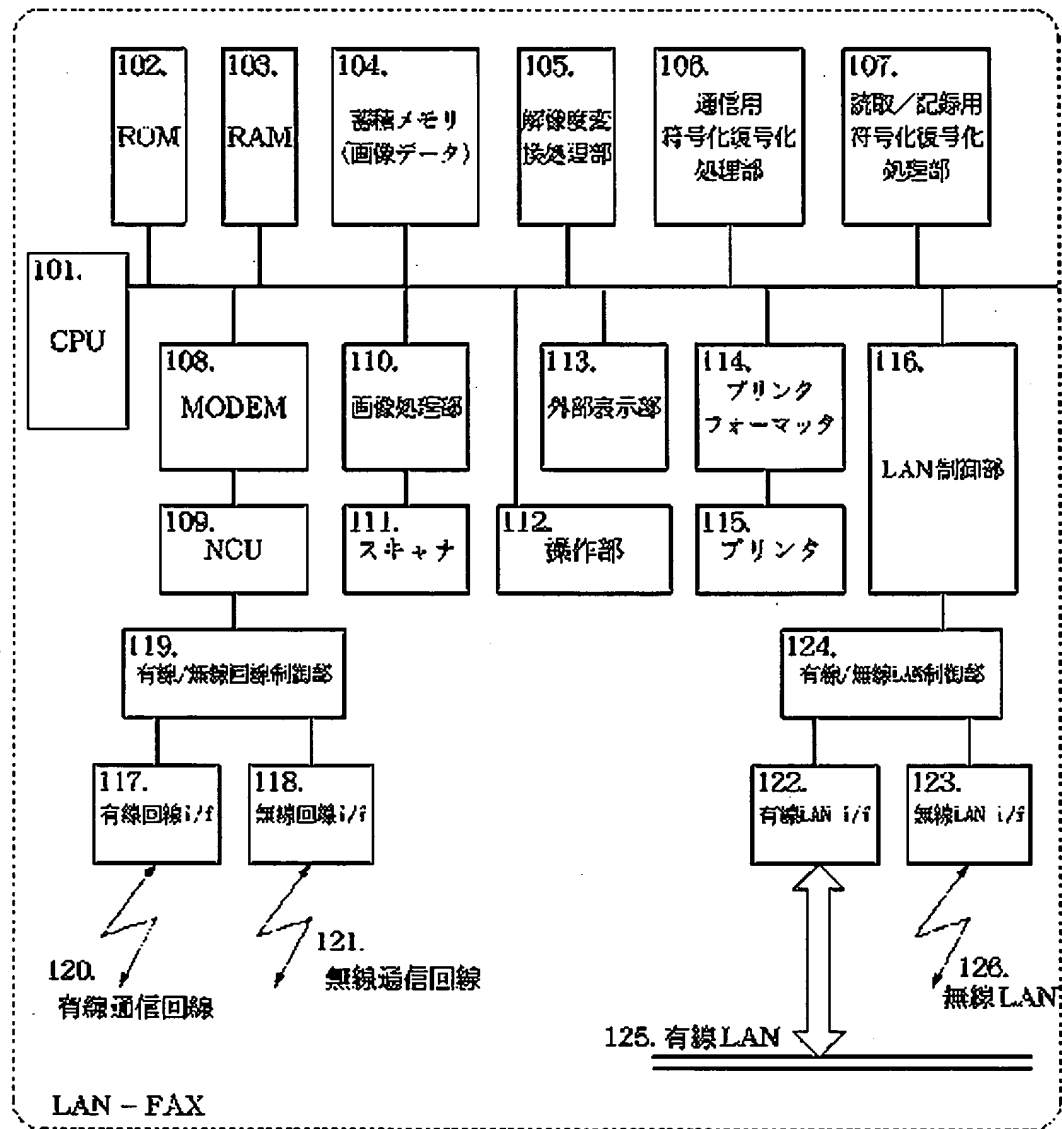 102.
ROM
103.
RAM
104.
蓄積メモリ
(画像データ)
105.
解像度変
換処理部
106.
通信用
符号化復号化
処理部
107.
読取/記録用
符号化復号化
処理部
101.
CPU
108.
MODEM
110.
画像処理部
113.
外部表示部
114.
プリンタ
フォーマッタ
116.
LAN制御部
109.
NCU
111.
スキャナ
112.
操作部
115.
プリンタ
119.
有線/無線回線制御部
124.
有線/無線LAN制御部
117.
有線回線i/f
118.
無線回線i/f
122.
有線LAN i/f
123.
無線LAN i/f
120.
有線通信回線
121.
無線通信回線
126.
無線LAN
125. 有線LAN
LAN - FAX